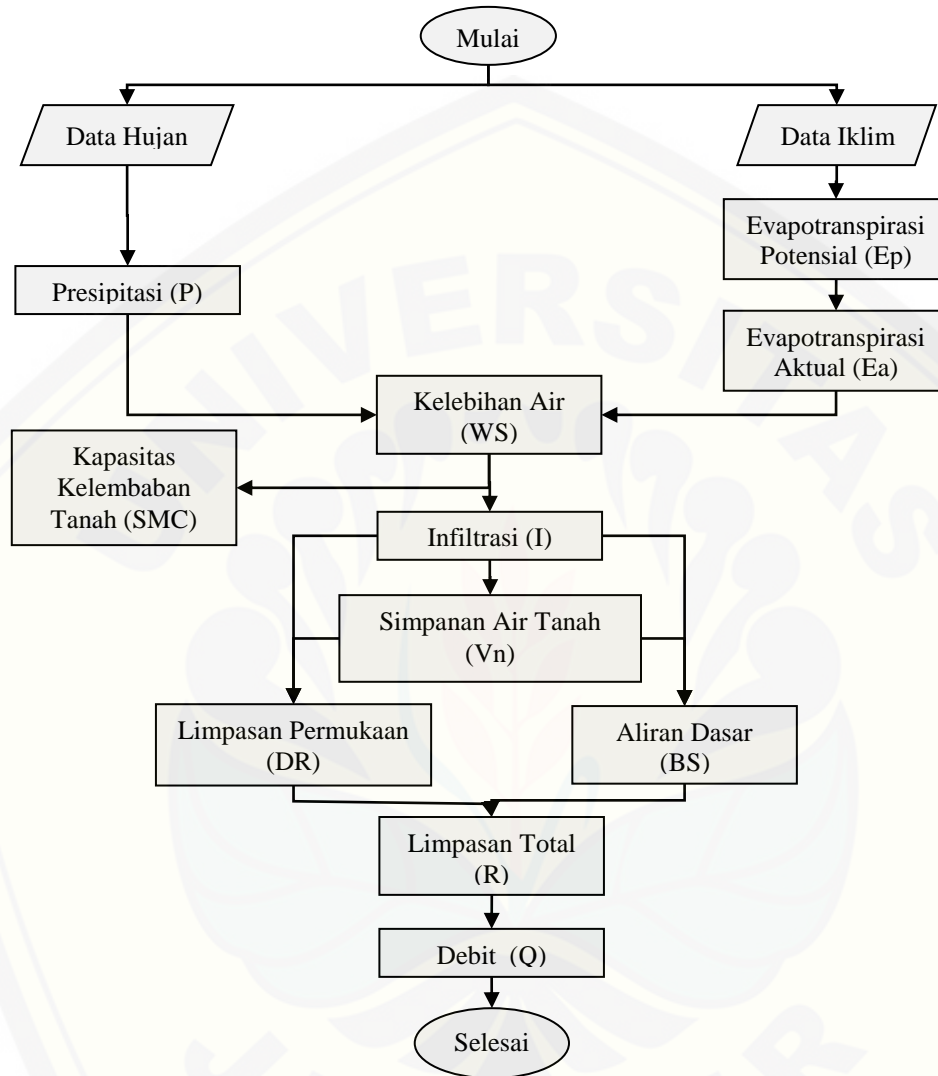 Mulai
Data Hujan
Data Iklim
Evapotranspirasi
Potensial (Ep)
Presipitasi (P)
Evapotranspirasi
Aktual (Ea)
Kelebihan Air
(WS)
Kapasitas
Kelembaban
Tanah (SMC)
Infiltrasi (I)
Simpanan Air Tanah
(Vn)
Limpasan Permukaan
(DR)
Aliran Dasar
(BS)
Limpasan Total
(R)
Debit (Q)
Selesai
UNIVERSITAS